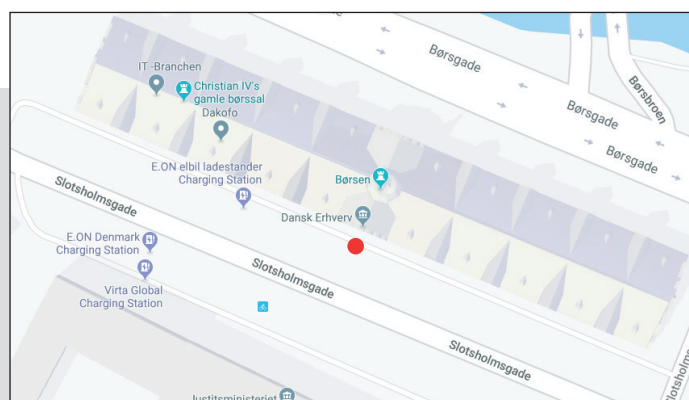 Børsgade
Børsbroen
IT -Branchen
Christian IV's
gamle børssal
Dakofo
Børsgade
Børsgade
E.ON elbil ladestander
Charging Station
Børsen
Slotsholmsgade
Dansk Erhverv
E.ON Denmark
Charging Station
Slotsholmsgade
Virta Global
Charging Station
Slotsholmsgade
Slotsholms
Justitsministeriet